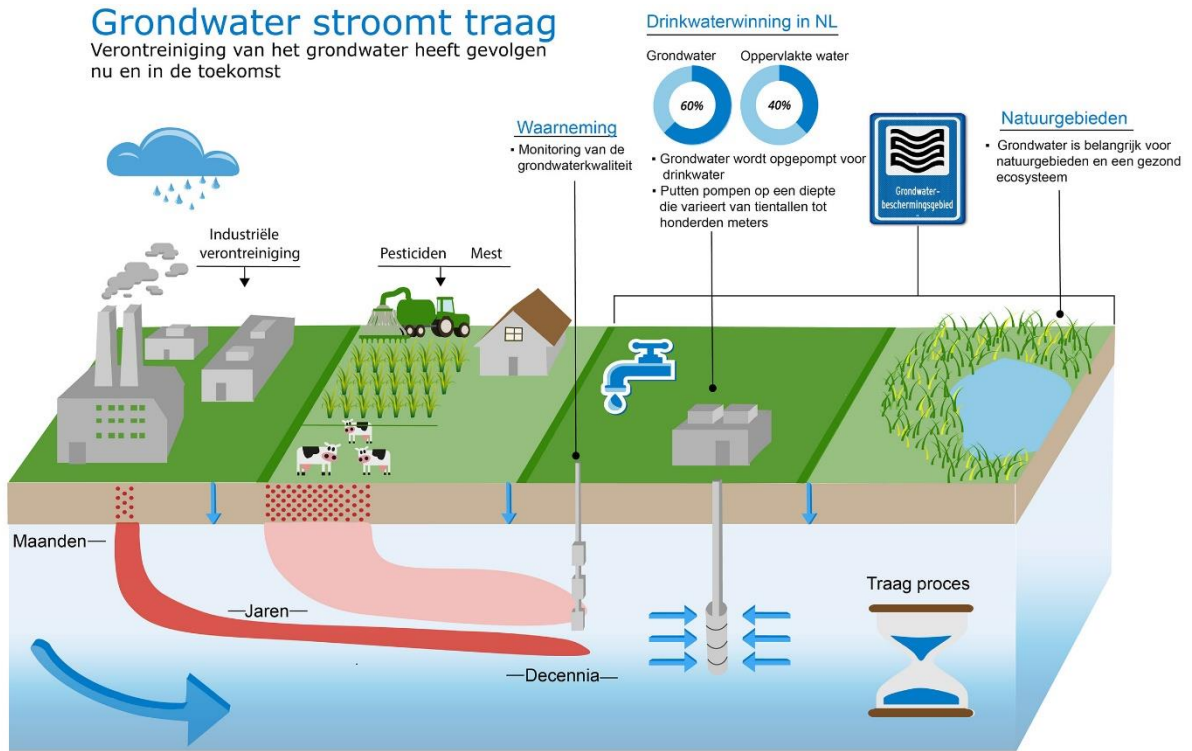 Grondwater stroomt traag
Verontreiniging van het grondwater heeft gevolgen
nu en in de toekomst
Drinkwaterwinning in NL
Grondwater
Oppervlakte water
60%
40%
▪ Grondwater wordt opgepompt voor
drinkwater
▪ Putten pompen op een diepte
die varieert van tientallen tot
honderden meters
Waarneming
▪ Monitoring van de
grondwaterkwaliteit
Grondwater-
beschermingsgebied
Natuurgebieden
▪ Grondwater is belangrijk voor
natuurgebieden en een gezond
ecosysteem
Industriële
verontreiniging
Pesticiden
Mest
Maanden
Jaren
Decennia
Traag proces